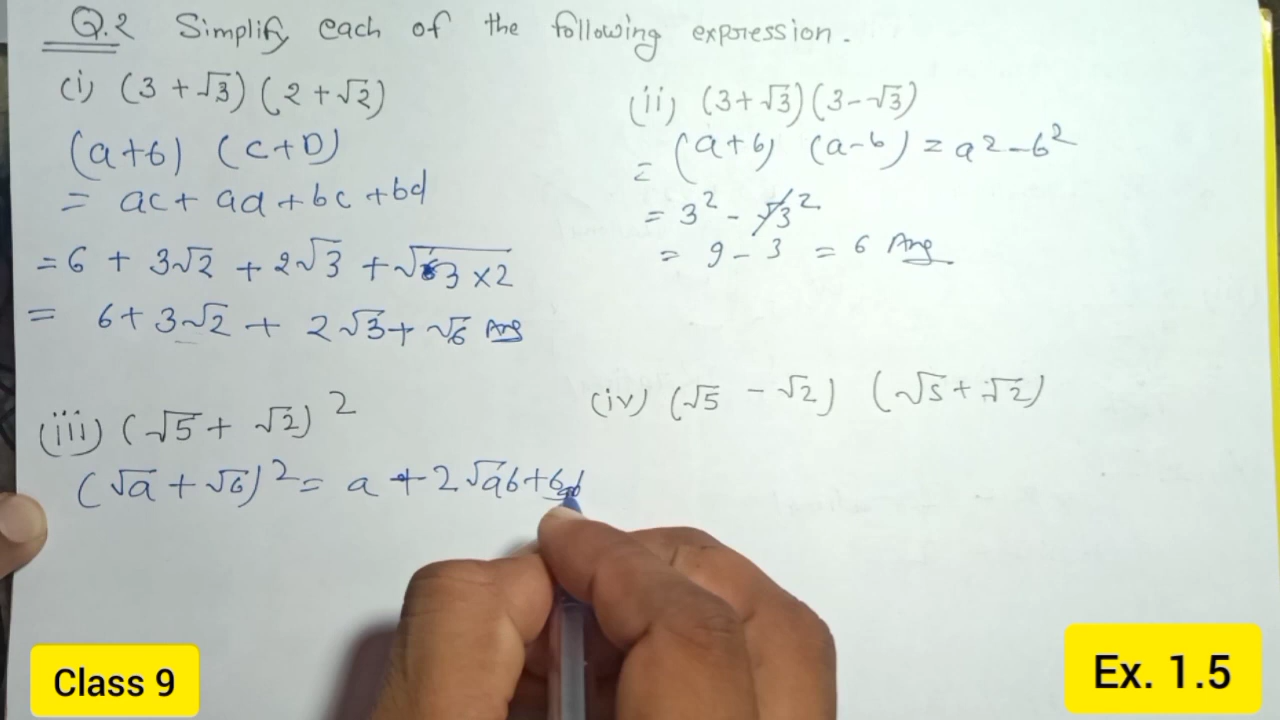 Q.2 Simplify each of the following expression.
(i) (3 + √3) (2 + √2)
(a+b) (c+D)
= ac + ad + bc + bd
= 6 + 3√2 + 2√3 + √3 × 2
= 6 + 3√2 + 2√3 + √6 Ans
(ii) (3 + √3) (3 - √3)
= (a+b) (a-b) = a² - b²
= 3² - √3²
= 9 - 3 = 6 Ans
(iii) (√5 + √2)²
(√a + √b)² = a + 2√ab + b
(iv) (√5 - √2) (√5 + √2)
Class 9
Ex. 1.5